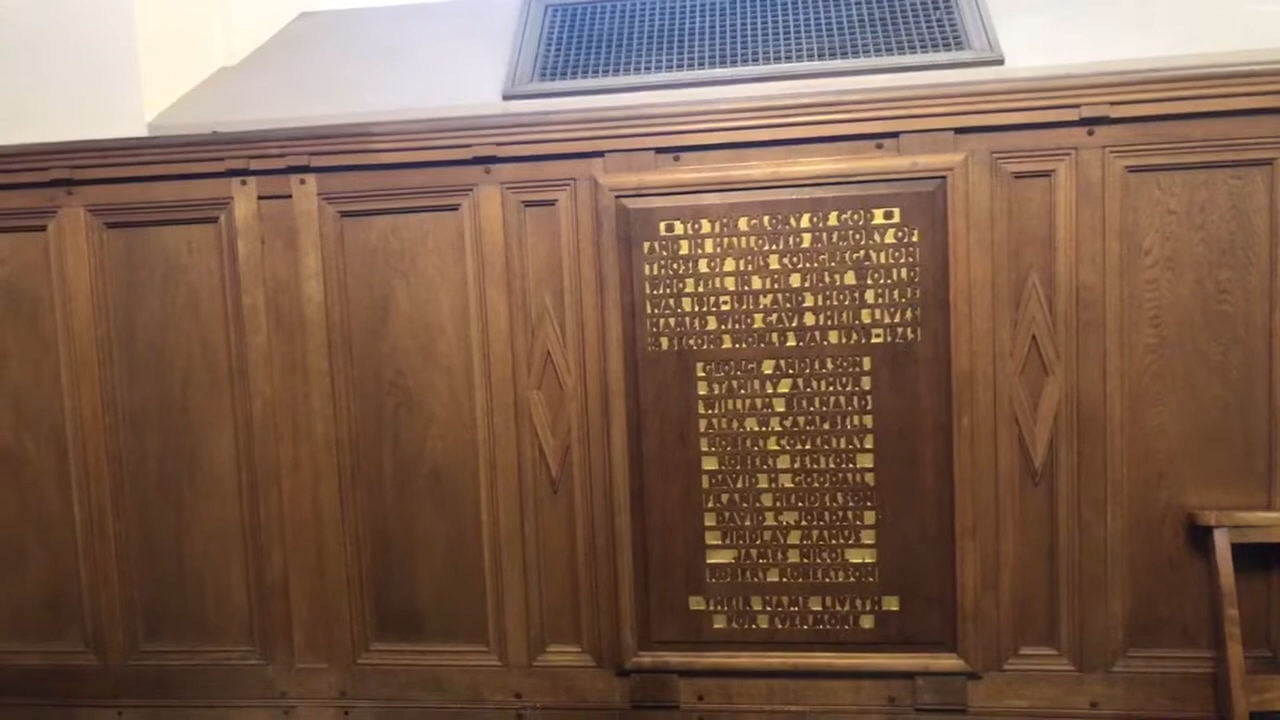 TO THE GLORY OF GOD
AND IN HALLOWED MEMORY OF
THOSE OF THIS CONGREGATION
WHO FELL IN THE FIRST WORLD
WAR 1914-1918: AND THOSE HERE
NAMED WHO GAVE THEIR LIVES
IN SECOND WORLD WAR 1939-1945
GEORGE ANDERSON
STANLEY ARTHUR
WILLIAM BERNARD
ALEX. W. CAMPBELL
ROBERT COVENTRY
ROBERT FENTON
DAVID H. GOODALL
FRANK HENDERSON
DAVID C. JORDAN
FINDLAY MANUS
JAMES NICOL
ROBERT ROBERTSON
THEIR NAME LIVETH
FOR EVERMORE